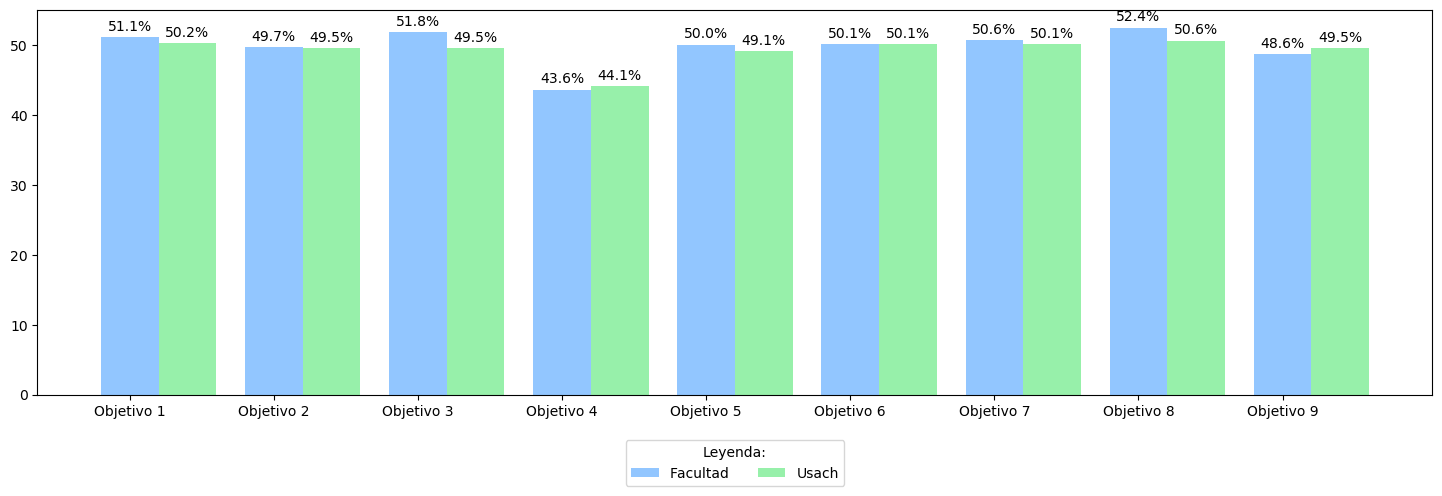 51.1% 50.2% 49.7% 49.5% 51.8% 49.5% 43.6% 44.1% 50.0% 49.1% 50.1% 50.1% 50.6% 50.1% 52.4% 50.6% 48.6% 49.5%
50
40
30
20
10
0
Objetivo 1 Objetivo 2 Objetivo 3 Objetivo 4 Objetivo 5 Objetivo 6 Objetivo 7 Objetivo 8 Objetivo 9
Leyenda:
Facultad Usach